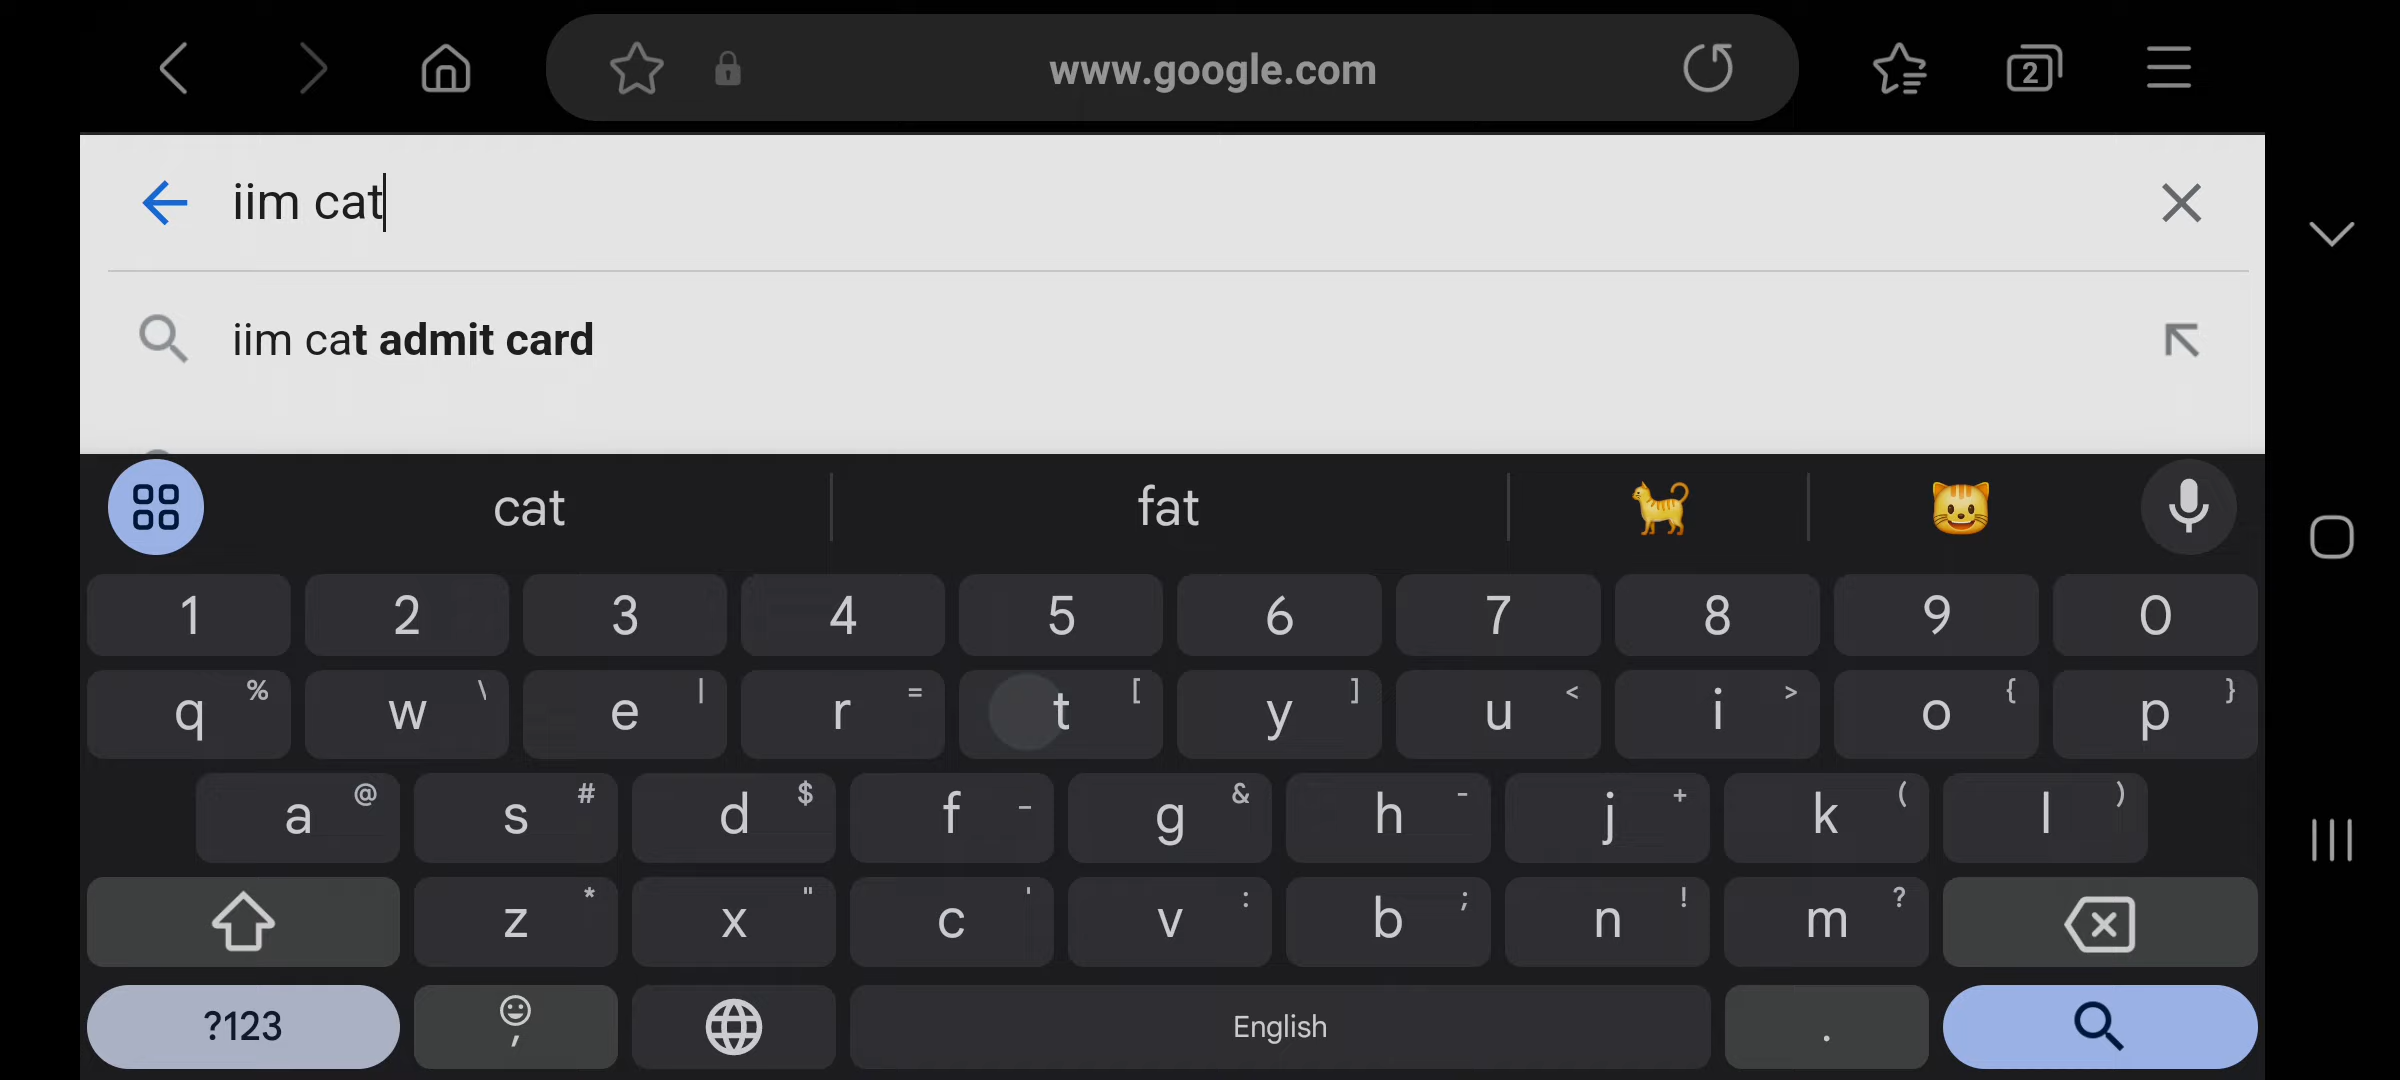 www.google.com
2
iim cat
iim cat admit card
cat fat
1 2 3 4 5 6 7 8 9 0
q % w \ e | r = t [ y ] u < i > o { p }
a @ s # d $ f _ g & h - j + k ( l )
z * x " c ' v : b ; n ! m ?
?123 , English .